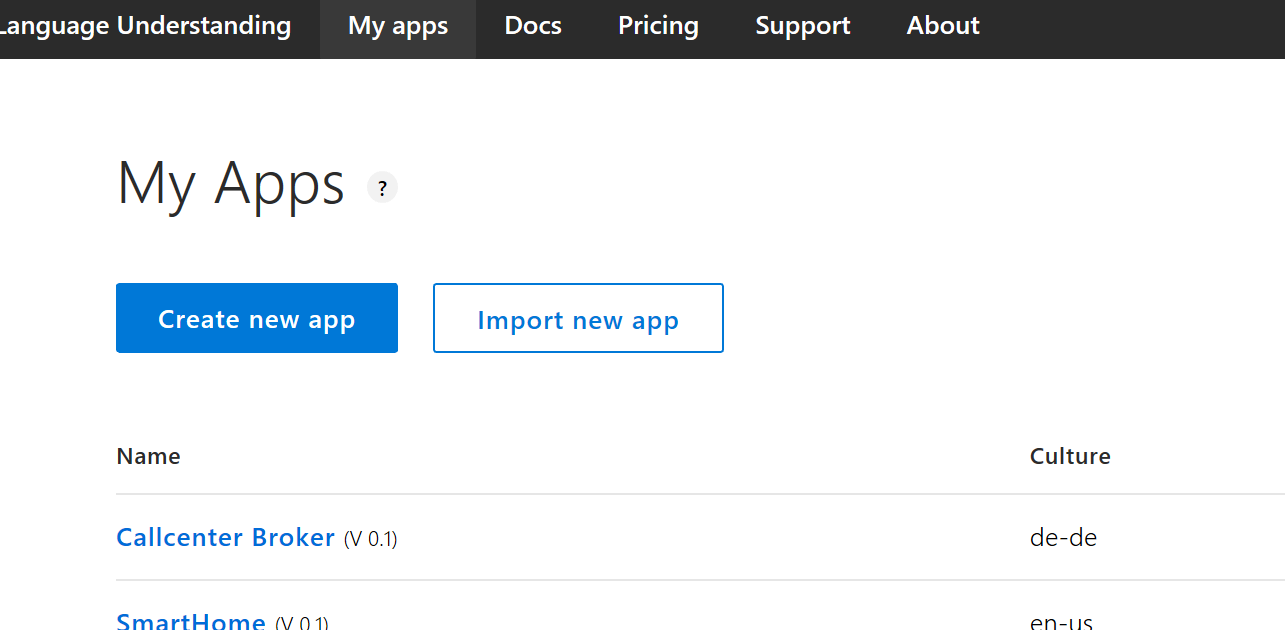 Language Understanding My apps Docs Pricing Support About
My Apps ?
Create new app Import new app
Name Culture
Callcenter Broker (V 0.1) de-de
SmartHome (V 0.1) en-us